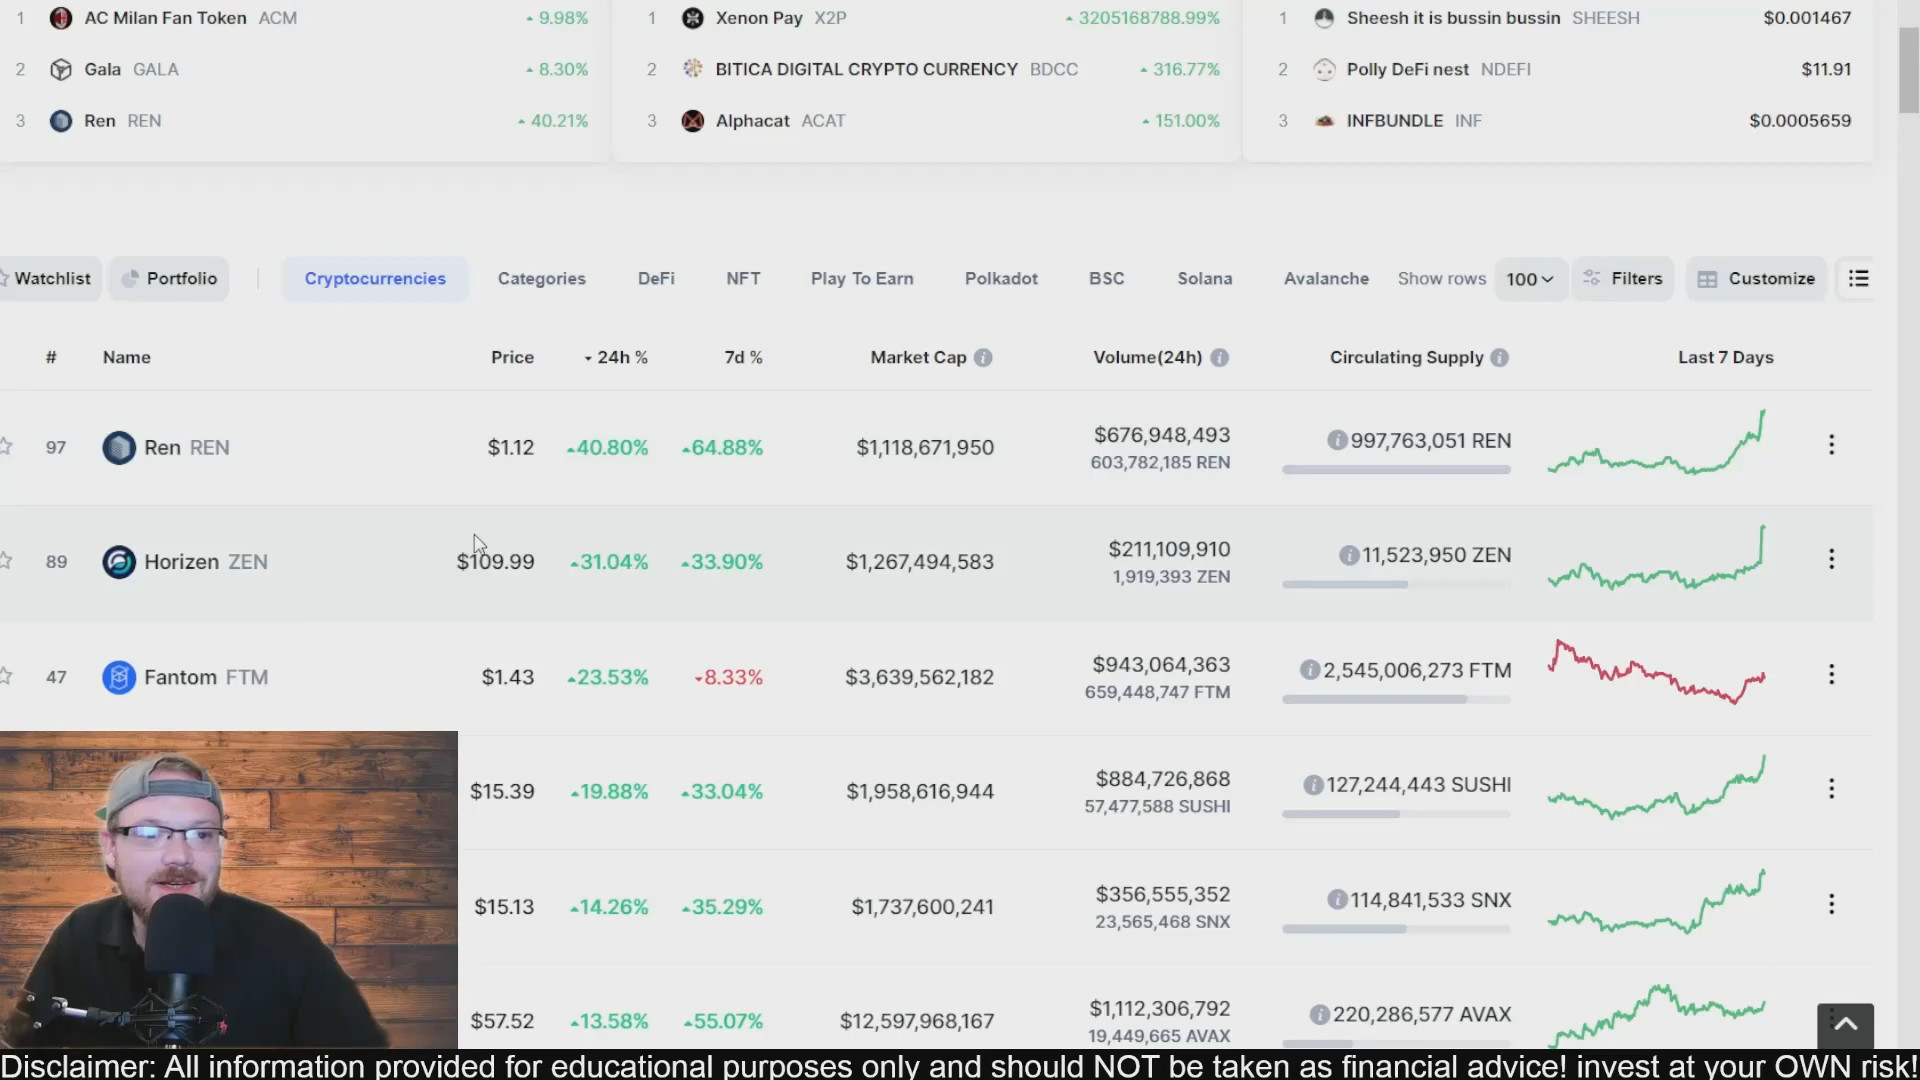 1 AC Milan Fan Token ACM 9.98%
2 Gala GALA 8.30%
3 Ren REN 40.21%
1 Xenon Pay X2P 3205168788.99%
2 BITICA DIGITAL CRYPTO CURRENCY BDCC 316.77%
3 Alphacat ACAT 151.00%
1 Sheesh it is bussin bussin SHEESH $0.001467
2 Polly DeFi nest NDEFI $11.91
3 INFBUNDLE INF $0.0005659
Watchlist Portfolio Cryptocurrencies Categories DeFi NFT Play To Earn Polkadot BSC Solana Avalanche Show rows 100 Filters Customize
# Name Price 24h % 7d % Market Cap Volume(24h) Circulating Supply Last 7 Days
97 Ren REN $1.12 40.80% 64.88% $1,118,671,950 $676,948,493 997,763,051 REN
603,782,185 REN
89 Horizen ZEN $109.99 31.04% 33.90% $1,267,494,583 $211,109,910 11,523,950 ZEN
1,919,393 ZEN
47 Fantom FTM $1.43 23.53% 8.33% $3,639,562,182 $943,064,363 2,545,006,273 FTM
659,448,747 FTM
$15.39 19.88% 33.04% $1,958,616,944 $884,726,868 127,244,443 SUSHI
57,477,588 SUSHI
$15.13 14.26% 35.29% $1,737,600,241 $356,555,352 114,841,533 SNX
23,565,468 SNX
$57.52 13.58% 55.07% $12,597,968,167 $1,112,306,792 220,286,577 AVAX
19,449,665 AVAX
Disclaimer: All information provided for educational purposes only and should NOT be taken as financial advice! invest at your OWN risk!